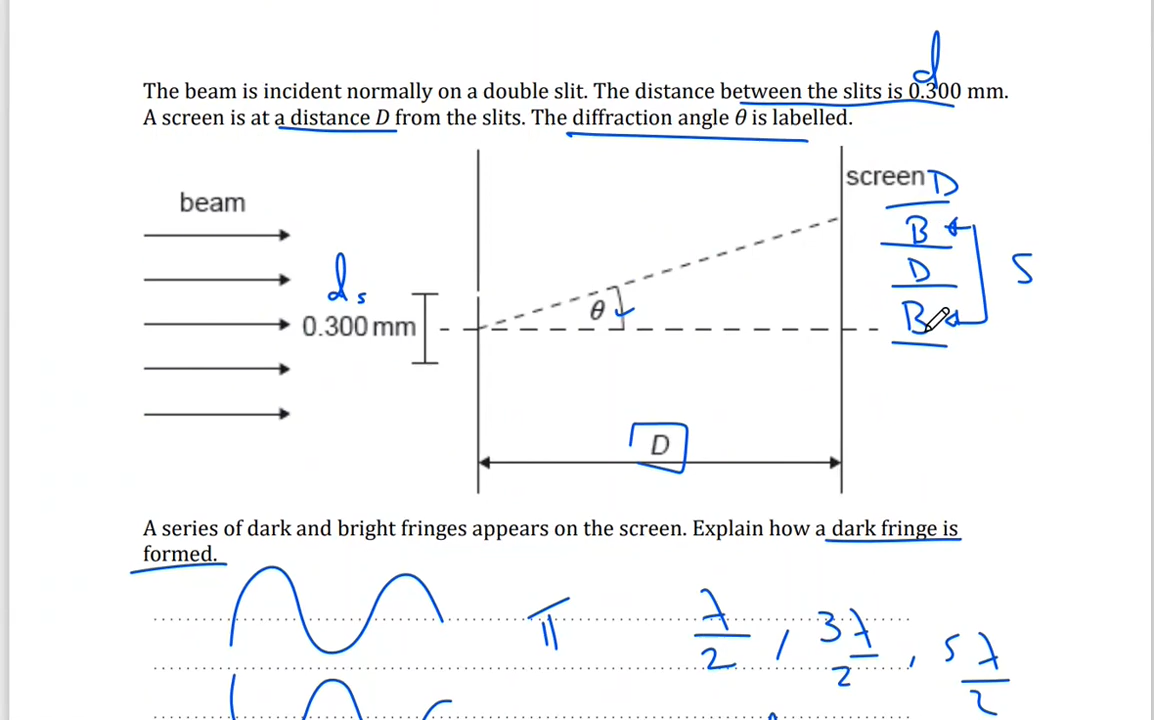 d
The beam is incident normally on a double slit. The distance between the slits is 0.300 mm.
A screen is at a distance D from the slits. The diffraction angle θ is labelled.
screen D
beam
B
D
S
ds
0.300 mm
θ
B
D
A series of dark and bright fringes appears on the screen. Explain how a dark fringe is
formed.
π
λ/2 , 3λ/2 , 5λ/2